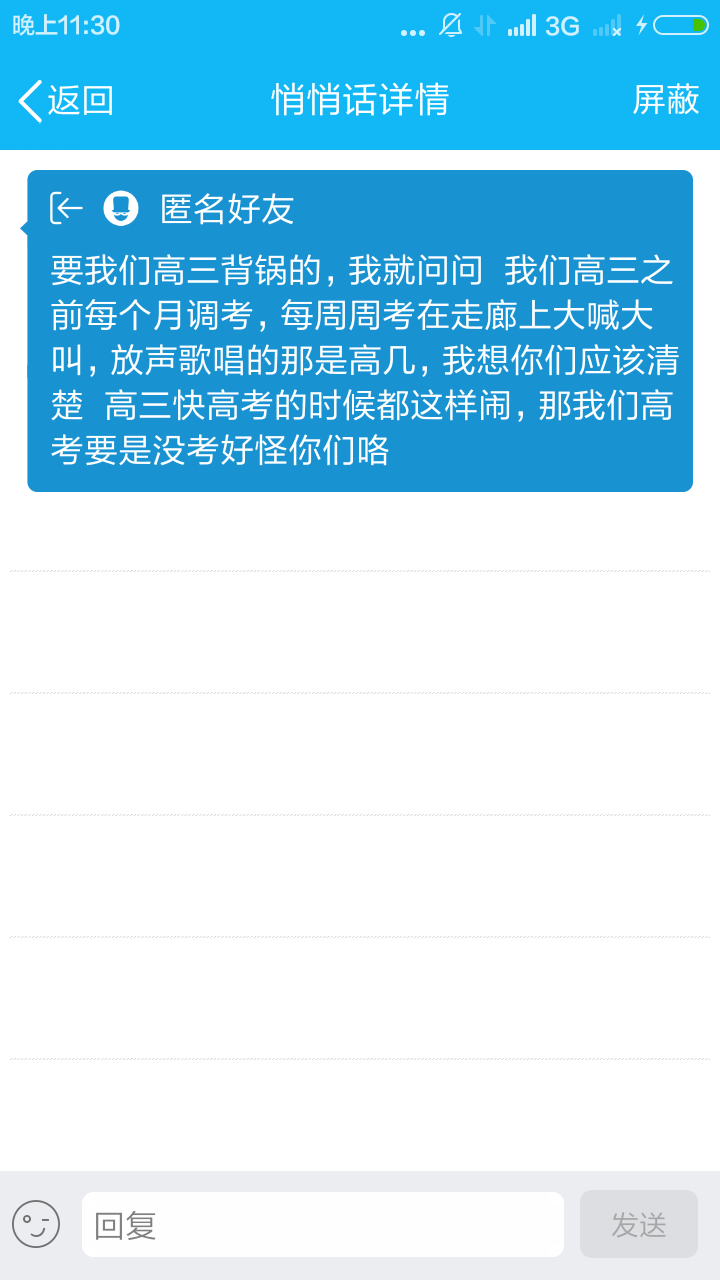 晚上11:30
3G
返回
悄悄话详情
屏蔽
匿名好友
要我们高三背锅的，我就问问  我们高三之
前每个月调考，每周周考在走廊上大喊大
叫，放声歌唱的那是高几，我想你们应该清
楚  高三快高考的时候都这样闹，那我们高
考要是没考好怪你们咯
回复
发送